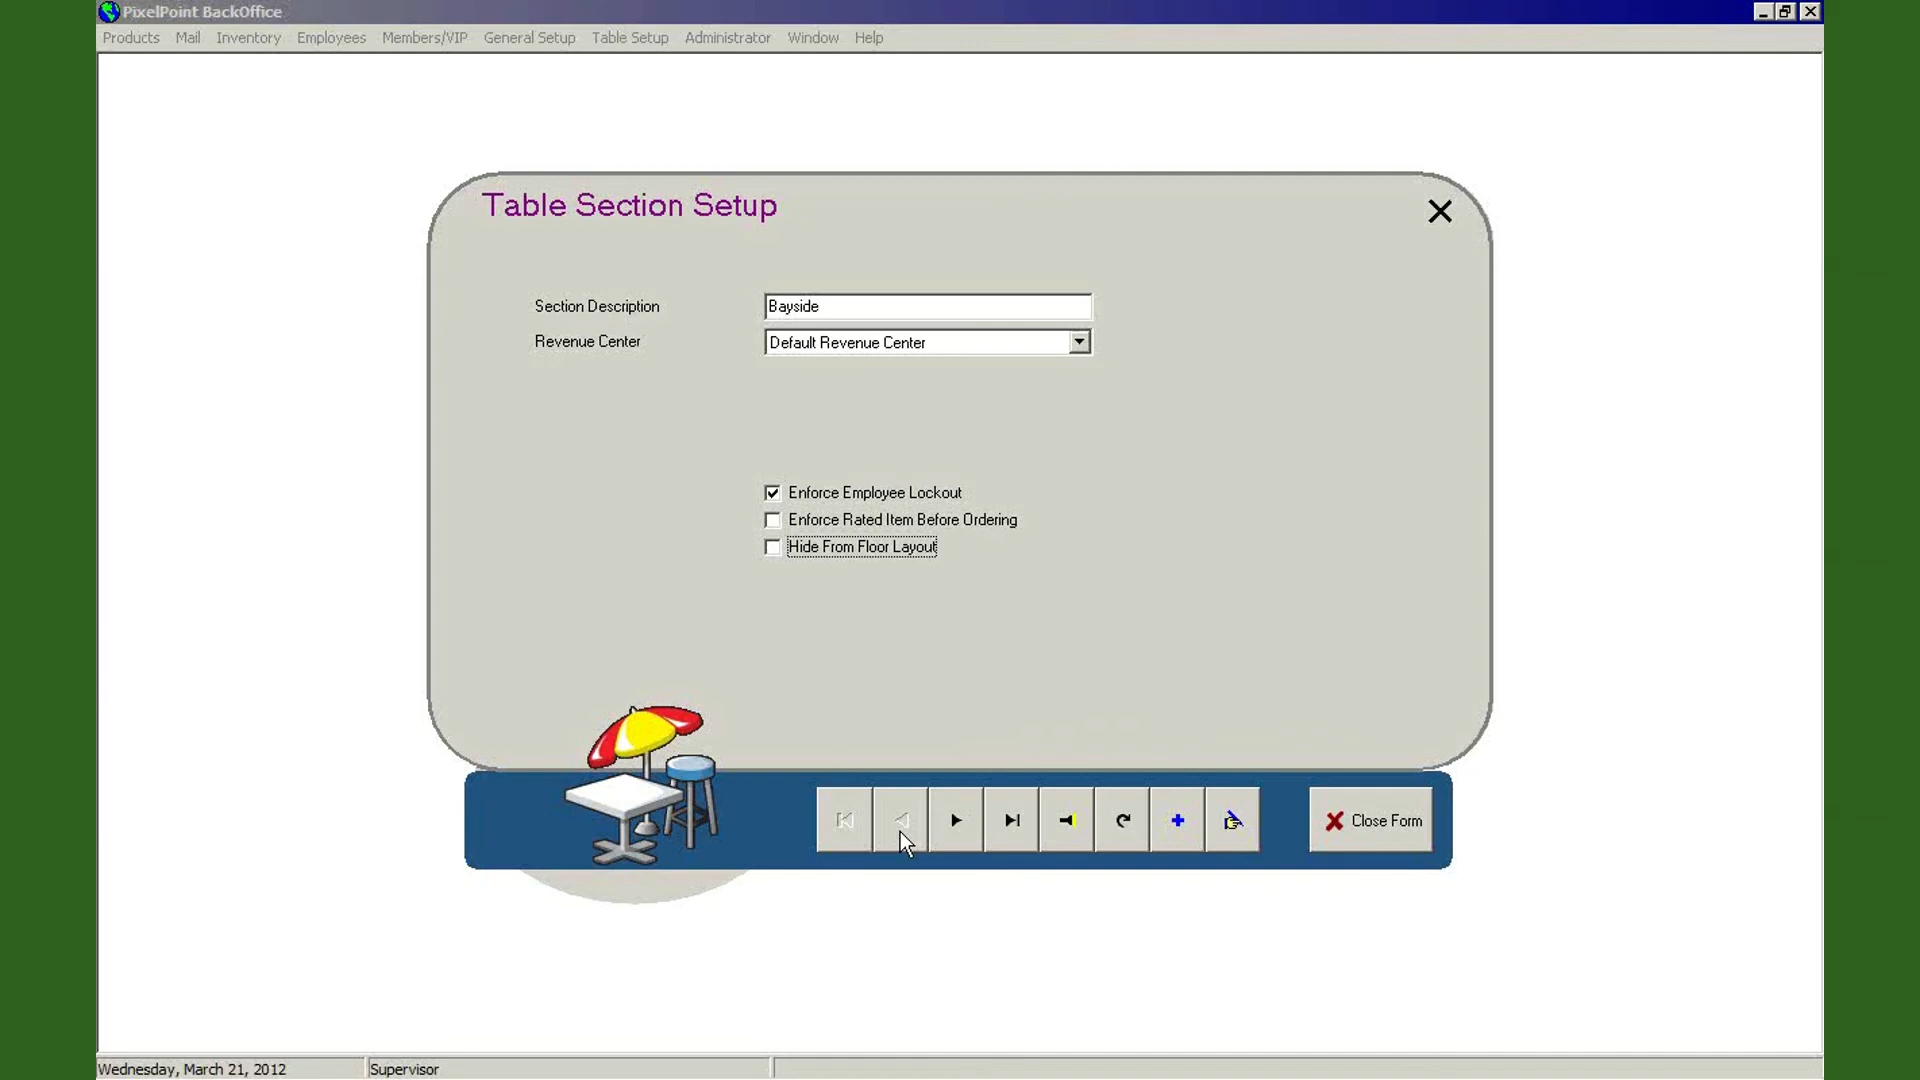 PixelPoint BackOffice
Products Mail Inventory Employees Members/VIP General Setup Table Setup Administrator Window Help
Table Section Setup
Section Description Bayside
Revenue Center Default Revenue Center
Enforce Employee Lockout
Enforce Rated Item Before Ordering
Hide From Floor Layout
Close Form
Wednesday, March 21, 2012 Supervisor